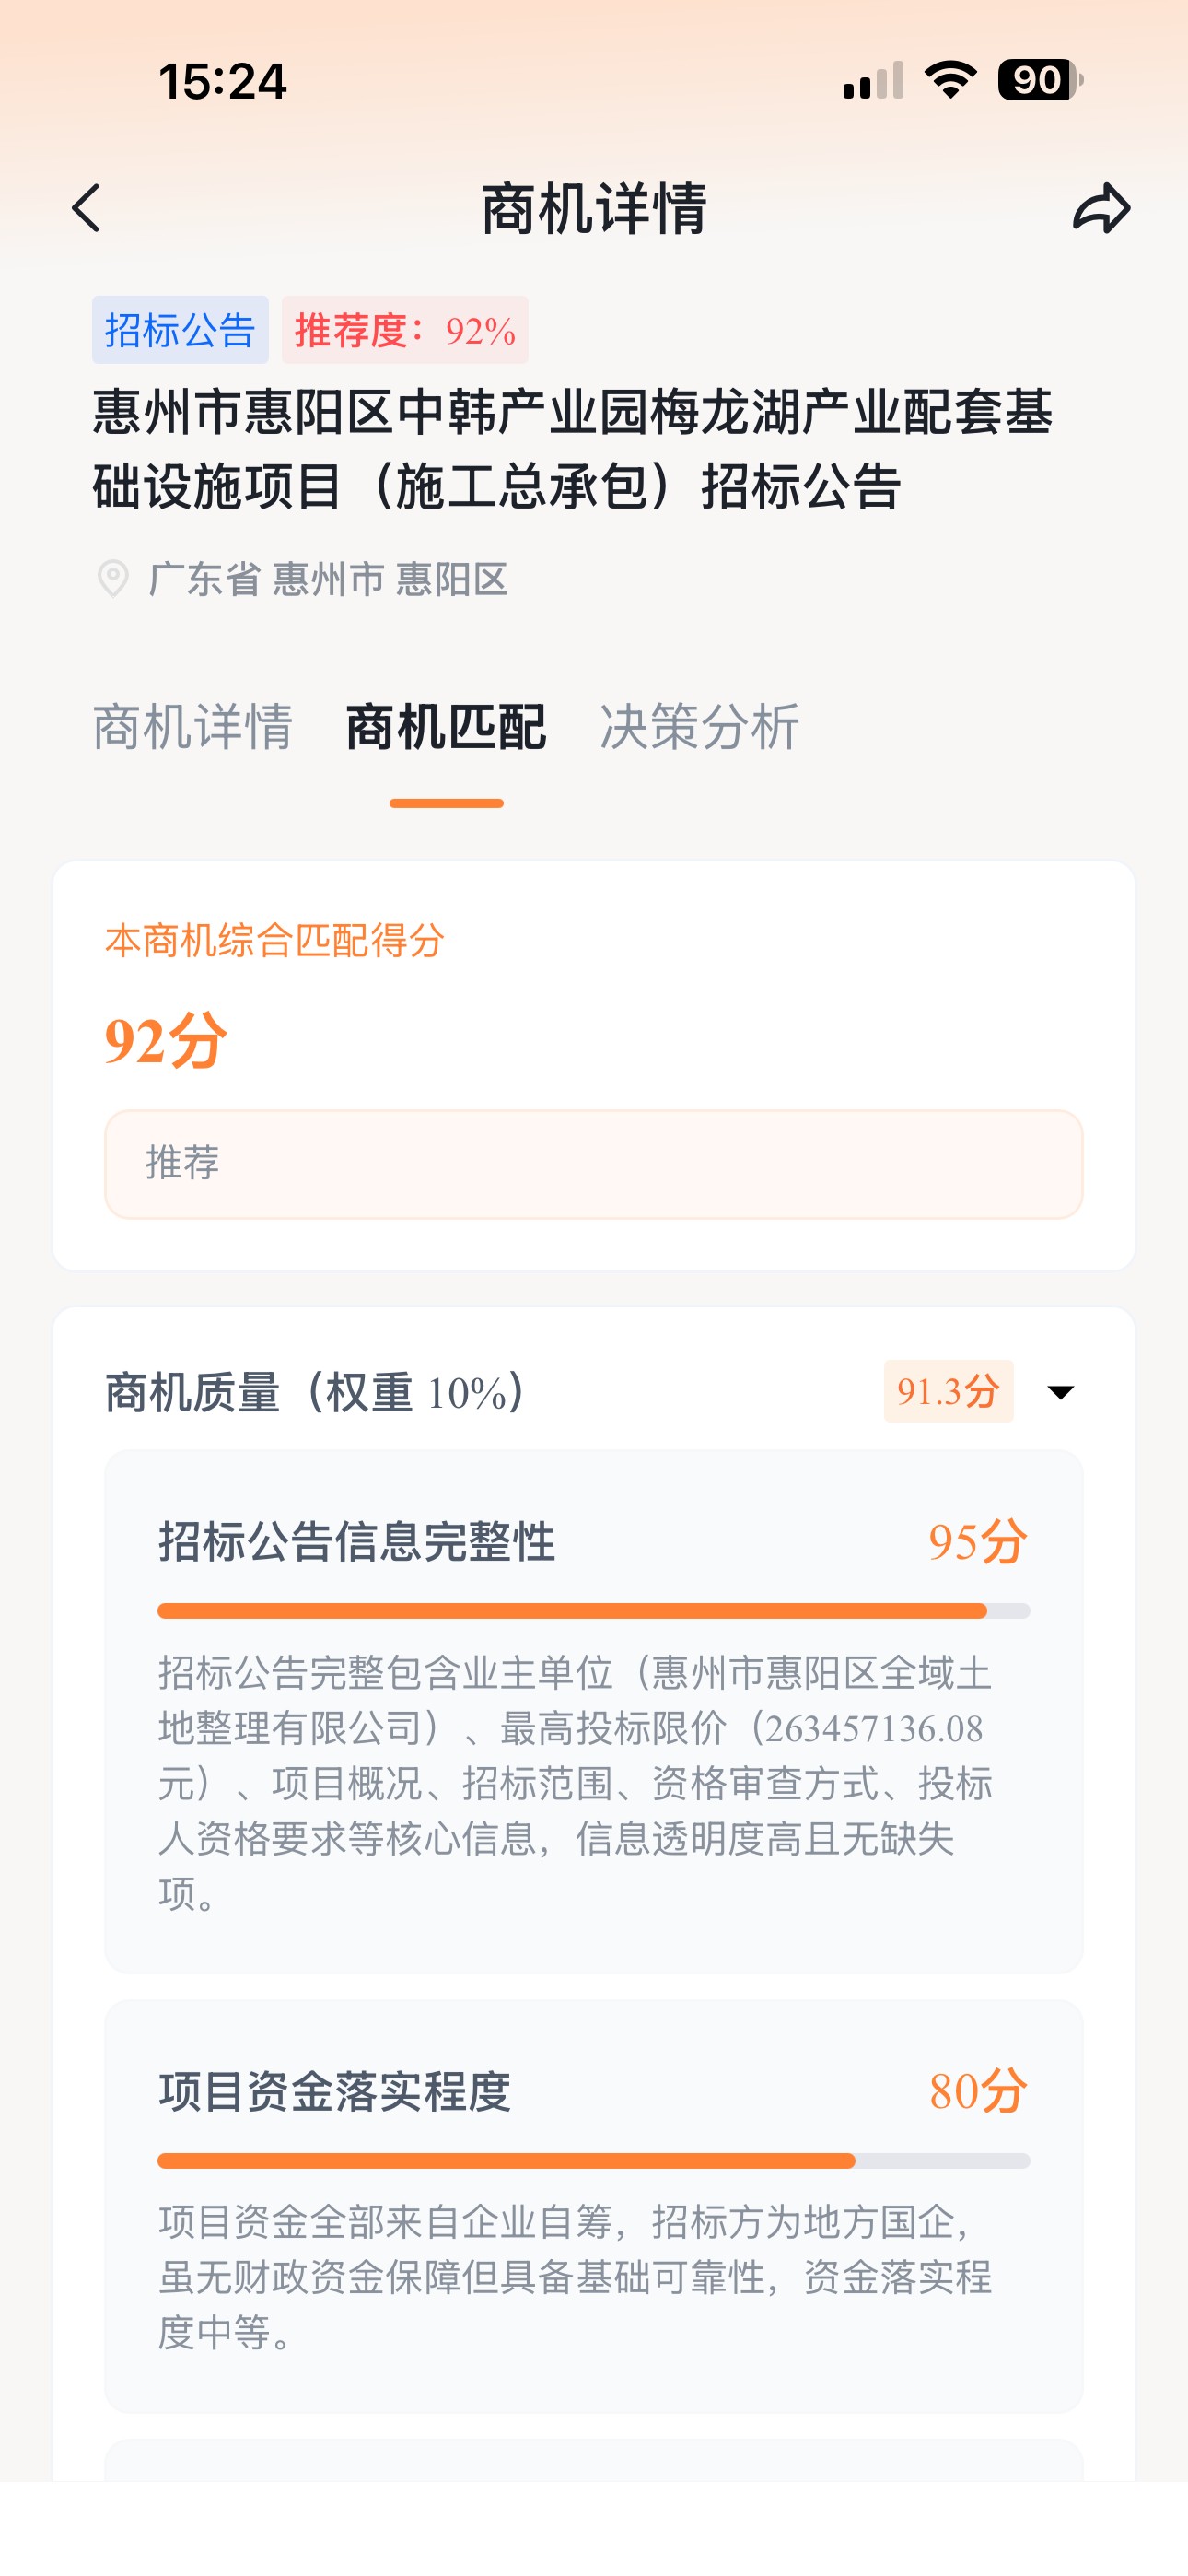 15:24
90
商机详情
招标公告 推荐度：92%
惠州市惠阳区中韩产业园梅龙湖产业配套基
础设施项目（施工总承包）招标公告
广东省 惠州市 惠阳区
商机详情 商机匹配 决策分析
本商机综合匹配得分
92分
推荐
商机质量（权重 10%） 91.3分
招标公告信息完整性 95分
招标公告完整包含业主单位（惠州市惠阳区全域土
地整理有限公司）、最高投标限价（263457136.08
元）、项目概况、招标范围、资格审查方式、投标
人资格要求等核心信息，信息透明度高且无缺失
项。
项目资金落实程度 80分
项目资金全部来自企业自筹，招标方为地方国企，
虽无财政资金保障但具备基础可靠性，资金落实程
度中等。